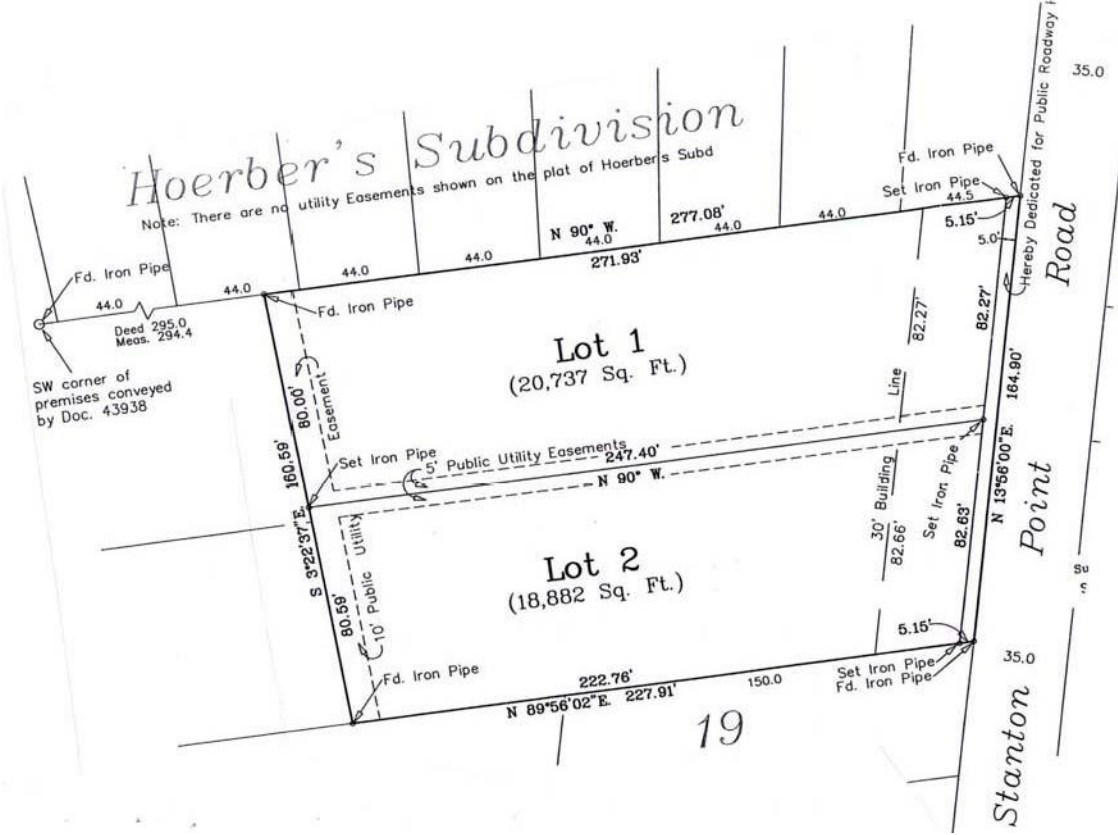 35.0
Hereby Dedicated for Public Roadway
Hoerber's Subdivision
Note: There are no utility Easements shown on the plat of Hoerber's Subd
Fd. Iron Pipe
Set Iron Pipe
44.5
5.15'
5.0'
N 90° W.
277.08'
44.0
44.0
44.0
44.0
44.0
271.93'
Fd. Iron Pipe
44.0
44.0
Deed 295.0
Meas. 294.4
Fd. Iron Pipe
SW corner of
premises conveyed
by Doc. 43938
Lot 1
(20,737 Sq. Ft.)
82.27'
82.27'
164.90'
Road
80.00'
Easement
160.59'
Line
Set Iron Pipe
5' Public Utility Easements
247.40'
N 90° W.
Set Iron Pipe
N 13°56'00"E.
Point
30' Building
82.66'
82.63'
S 3°22'37"E.
80.59'
10' Public Utility
Lot 2
(18,882 Sq. Ft.)
5.15'
Set Iron Pipe
Fd. Iron Pipe
35.0
Su
Fd. Iron Pipe
222.76'
150.0
N 89°56'02"E. 227.91'
19
Stanton